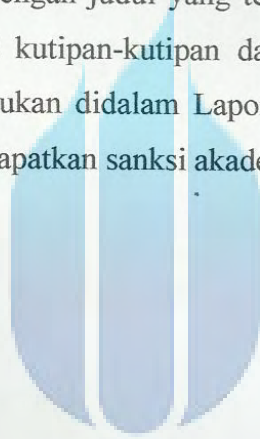 engan judul yang te
kutipan-kutipan da
ukan didalam Lapo
apatkan sanksi akade